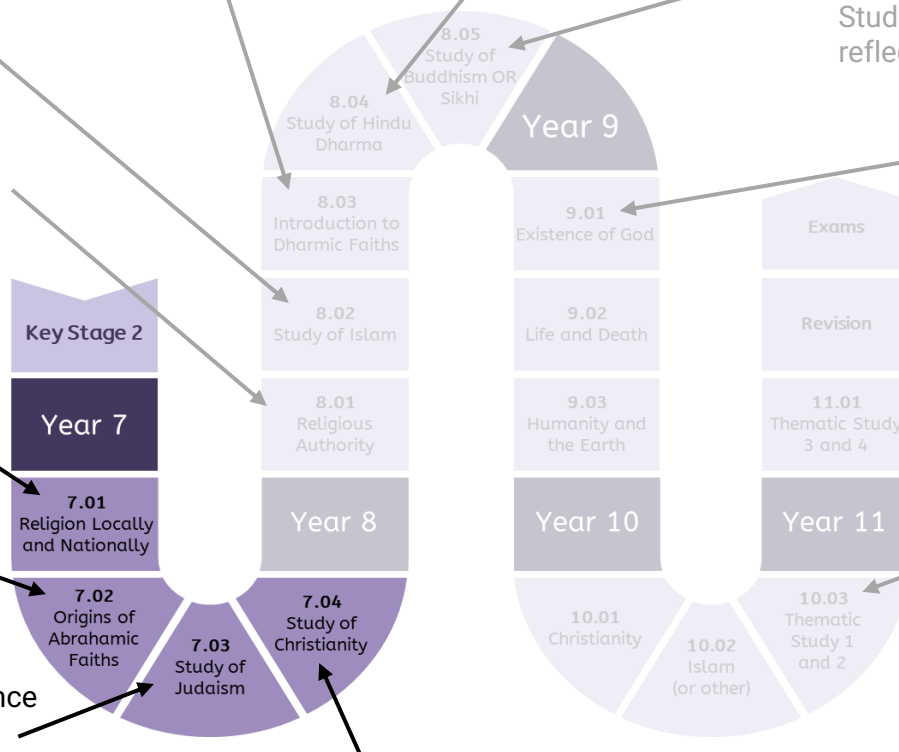 Key Stage 2
Year 7
7.01
Religion Locally
and Nationally
7.02
Origins of
Abrahamic
Faiths
7.03
Study of
Judaism
7.04
Study of
Christianity
Year 8
8.01
Religious
Authority
8.02
Study of Islam
8.03
Introduction to
Dharmic Faiths
8.04
Study of Hindu
Dharma
8.05
Study of
Buddhism OR
Sikhi
Year 9
9.01
Existence of God
9.02
Life and Death
9.03
Humanity and
the Earth
Year 10
10.01
Christianity
10.02
Islam
(or other)
10.03
Thematic
Study 1
and 2
Year 11
11.01
Thematic Study
3 and 4
Revision
Exams